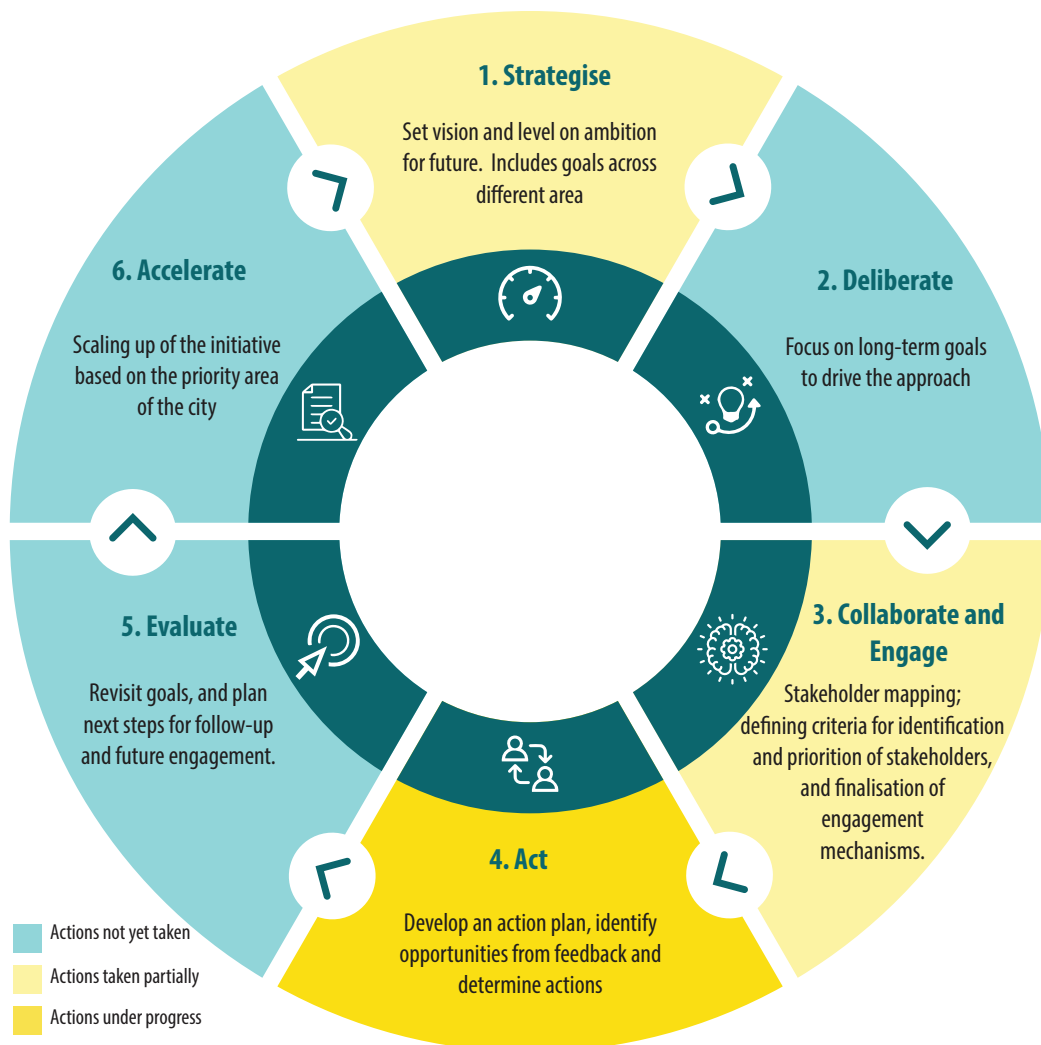 1. Strategise
Set vision and level on ambition
for future. Includes goals across
different area
2. Deliberate
Focus on long-term goals
to drive the approach
3. Collaborate and
Engage
Stakeholder mapping;
defining criteria for identification
and priorition of stakeholders,
and finalisation of
engagement
mechanisms.
4. Act
Develop an action plan, identify
opportunities from feedback and
determine actions
5. Evaluate
Revisit goals, and plan
next steps for follow-up
and future engagement.
6. Accelerate
Scaling up of the initiative
based on the priority area
of the city
Actions not yet taken
Actions taken partially
Actions under progress